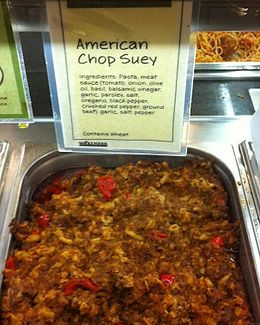 American
Chop Suey
Ingredients: Pasta, meat
sauce (tomato, onion, olive
oil, basil, balsamic vinegar,
garlic, parsley, salt,
oregano, black pepper,
crushed red pepper, ground
beef), garlic, salt, pepper.
Contains Wheat